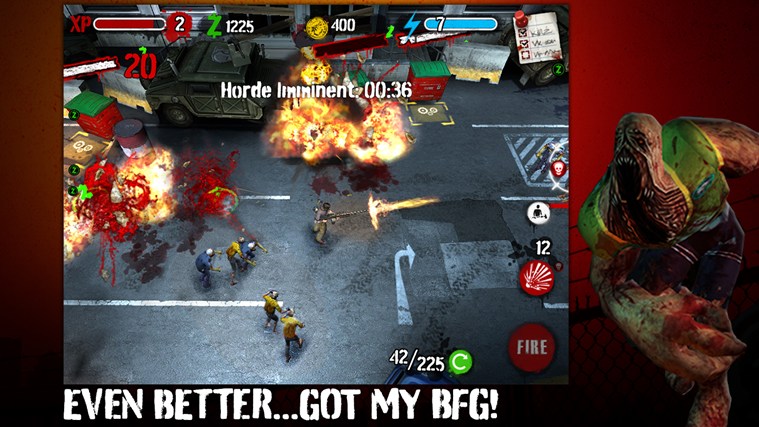 XP 2 Z 1225 400 7
20
Horde Imminent: 00:36
12
FIRE
42/225
EVEN BETTER...GOT MY BFG!